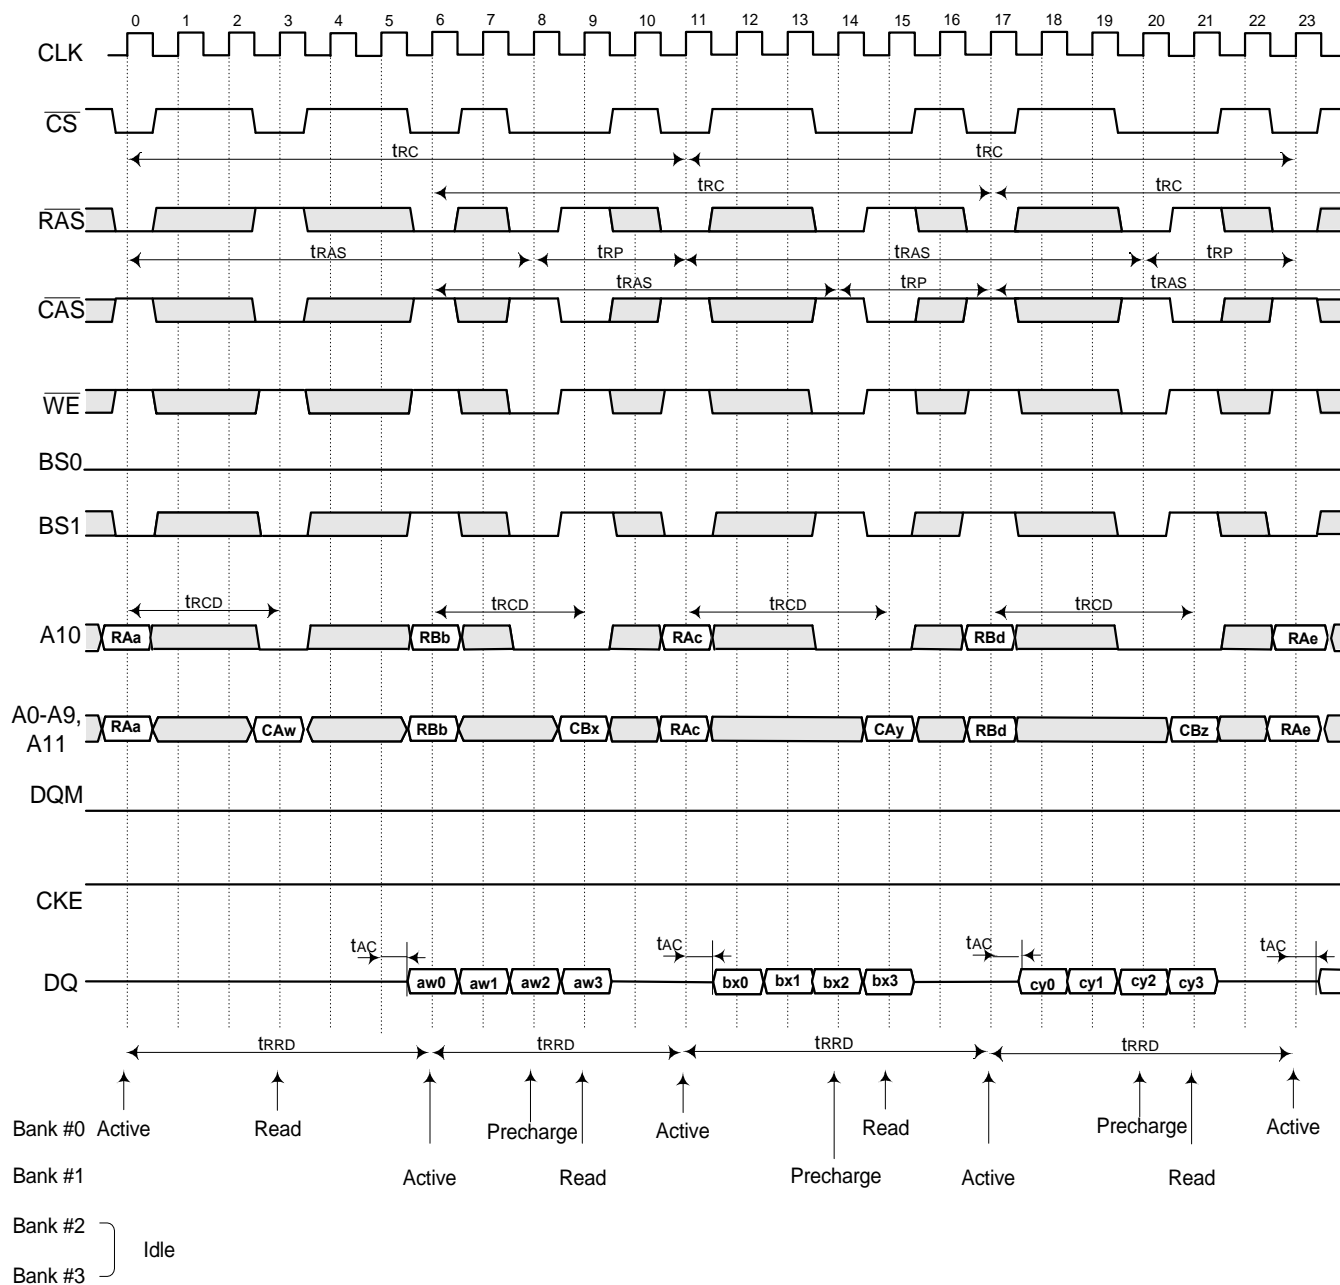 0 1 2 3 4 5 6 7 8 9 10 11 12 13 14 15 16 17 18 19 20 21 22 23
CLK
CS
tRC tRC
tRC tRC
RAS
tRAS tRP tRAS tRP
tRAS tRP tRAS
CAS
WE
BS0
BS1
tRCD tRCD tRCD tRCD
A10 RAa RBb RAc RBd RAe
A0-A9,
A11
RAa CAw RBb CBx RAc CAy RBd CBz RAe
DQM
CKE
tAC tAC tAC tAC
DQ aw0 aw1 aw2 aw3 bx0 bx1 bx2 bx3 cy0 cy1 cy2 cy3
tRRD tRRD tRRD tRRD
Bank #0 Active Read Precharge Active Read Precharge Active
Bank #1 Active Read Precharge Active Read
Bank #2
Idle
Bank #3